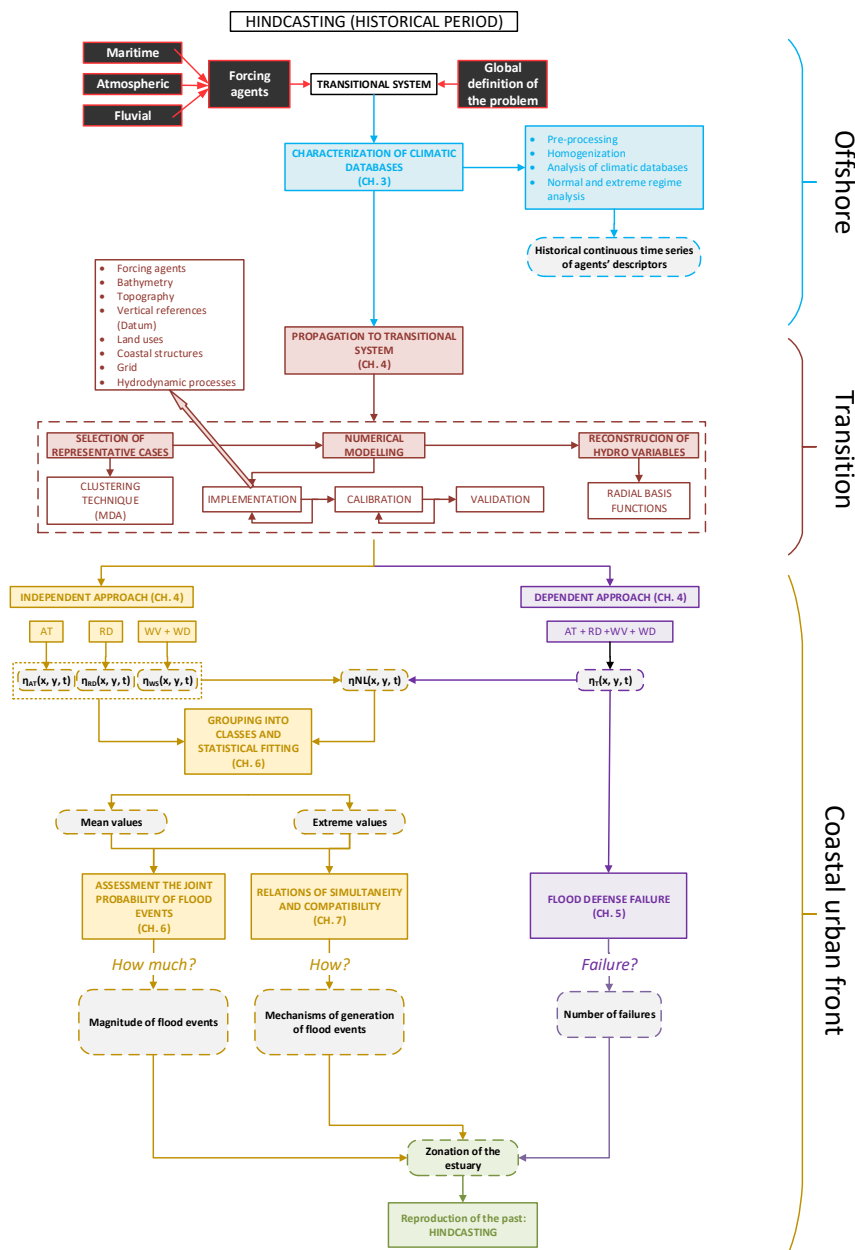 HINDCASTING (HISTORICAL PERIOD)
Maritime
Atmospheric
Fluvial
Forcing
agents
TRANSITIONAL SYSTEM
Global
definition of
the problem
CHARACTERIZATION OF CLIMATIC
DATABASES
(CH. 3)
• Pre-processing
• Homogenization
• Analysis of climatic databases
• Normal and extreme regime
analysis
Historical continuous time series
of agents' descriptors
Offshore
• Forcing agents
• Bathymetry
• Topography
• Vertical references
(Datum)
• Land uses
• Coastal structures
• Grid
• Hydrodynamic processes
PROPAGATION TO TRANSITIONAL
SYSTEM
(CH. 4)
SELECTION OF
REPRESENTATIVE CASES
NUMERICAL
MODELLING
RECONSTRUCION OF
HYDRO VARIABLES
CLUSTERING
TECHNIQUE
(MDA)
IMPLEMENTATION
CALIBRATION
VALIDATION
RADIAL BASIS
FUNCTIONS
Transition
INDEPENDENT APPROACH (CH. 4)
DEPENDENT APPROACH (CH. 4)
AT
RD
WV + WD
AT + RD +WV + WD
ηAT(x, y, t)
ηRD(x, y, t)
ηWS(x, y, t)
ηNL(x, y, t)
ηT(x, y, t)
GROUPING INTO
CLASSES AND
STATISTICAL FITTING
(CH. 6)
Mean values
Extreme values
ASSESSMENT THE JOINT
PROBABILITY OF FLOOD
EVENTS
(CH. 6)
RELATIONS OF SIMULTANEITY
AND COMPATIBILITY
(CH. 7)
FLOOD DEFENSE FAILURE
(CH. 5)
How much?
How?
Failure?
Magnitude of flood events
Mechanisms of generation
of flood events
Number of failures
Zonation of the
estuary
Reproduction of the past:
HINDCASTING
Coastal urban front